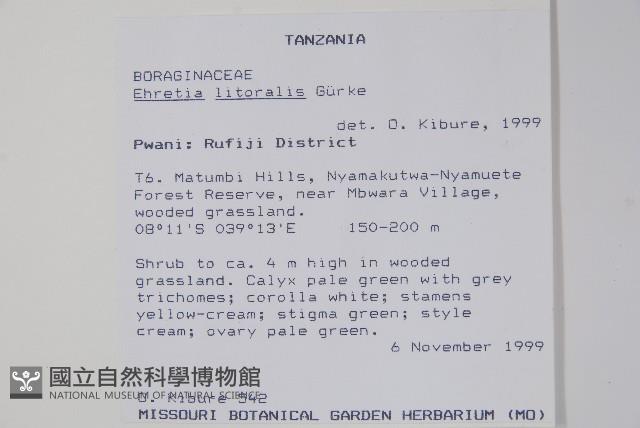 TANZANIA
BORAGINACEAE
Ehretia litoralis Gürke
det. O. Kibure, 1999
Pwani: Rufiji District
T6. Matumbi Hills, Nyamakutwa-Nyamuete
Forest Reserve, near Mbwara Village,
wooded grassland.
08°11'S 039°13'E 150-200 m
Shrub to ca. 4 m high in wooded
grassland. Calyx pale green with grey
trichomes; corolla white; stamens
yellow-cream; stigma green; style
cream; ovary pale green.
6 November 1999
國立自然科學博物館
NATIONAL MUSEUM OF NATURAL SCIENCE
O. Kibure 542
MISSOURI BOTANICAL GARDEN HERBARIUM (MO)